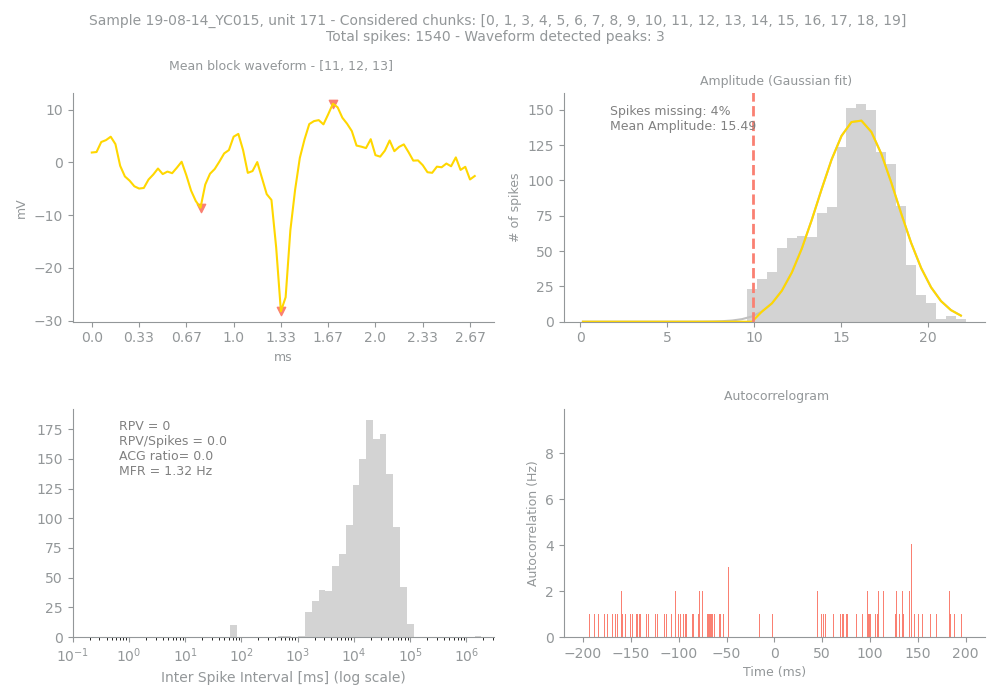 Sample 19-08-14_YC015, unit 171 - Considered chunks: [0, 1, 3, 4, 5, 6, 7, 8, 9, 10, 11, 12, 13, 14, 15, 16, 17, 18, 19]
Total spikes: 1540 - Waveform detected peaks: 3
Mean block waveform - [11, 12, 13]
10
0
−10
−20
−30
mV
0.0 0.33 0.67 1.0 1.33 1.67 2.0 2.33 2.67
ms
Amplitude (Gaussian fit)
Spikes missing: 4%
Mean Amplitude: 15.49
150
125
100
75
50
25
0
# of spikes
0 5 10 15 20
RPV = 0
RPV/Spikes = 0.0
ACG ratio= 0.0
MFR = 1.32 Hz
175
150
125
100
75
50
25
0
10⁻¹ 10⁰ 10¹ 10² 10³ 10⁴ 10⁵ 10⁶
Inter Spike Interval [ms] (log scale)
Autocorrelogram
8
6
4
2
0
Autocorrelation (Hz)
−200 −150 −100 −50 0 50 100 150 200
Time (ms)